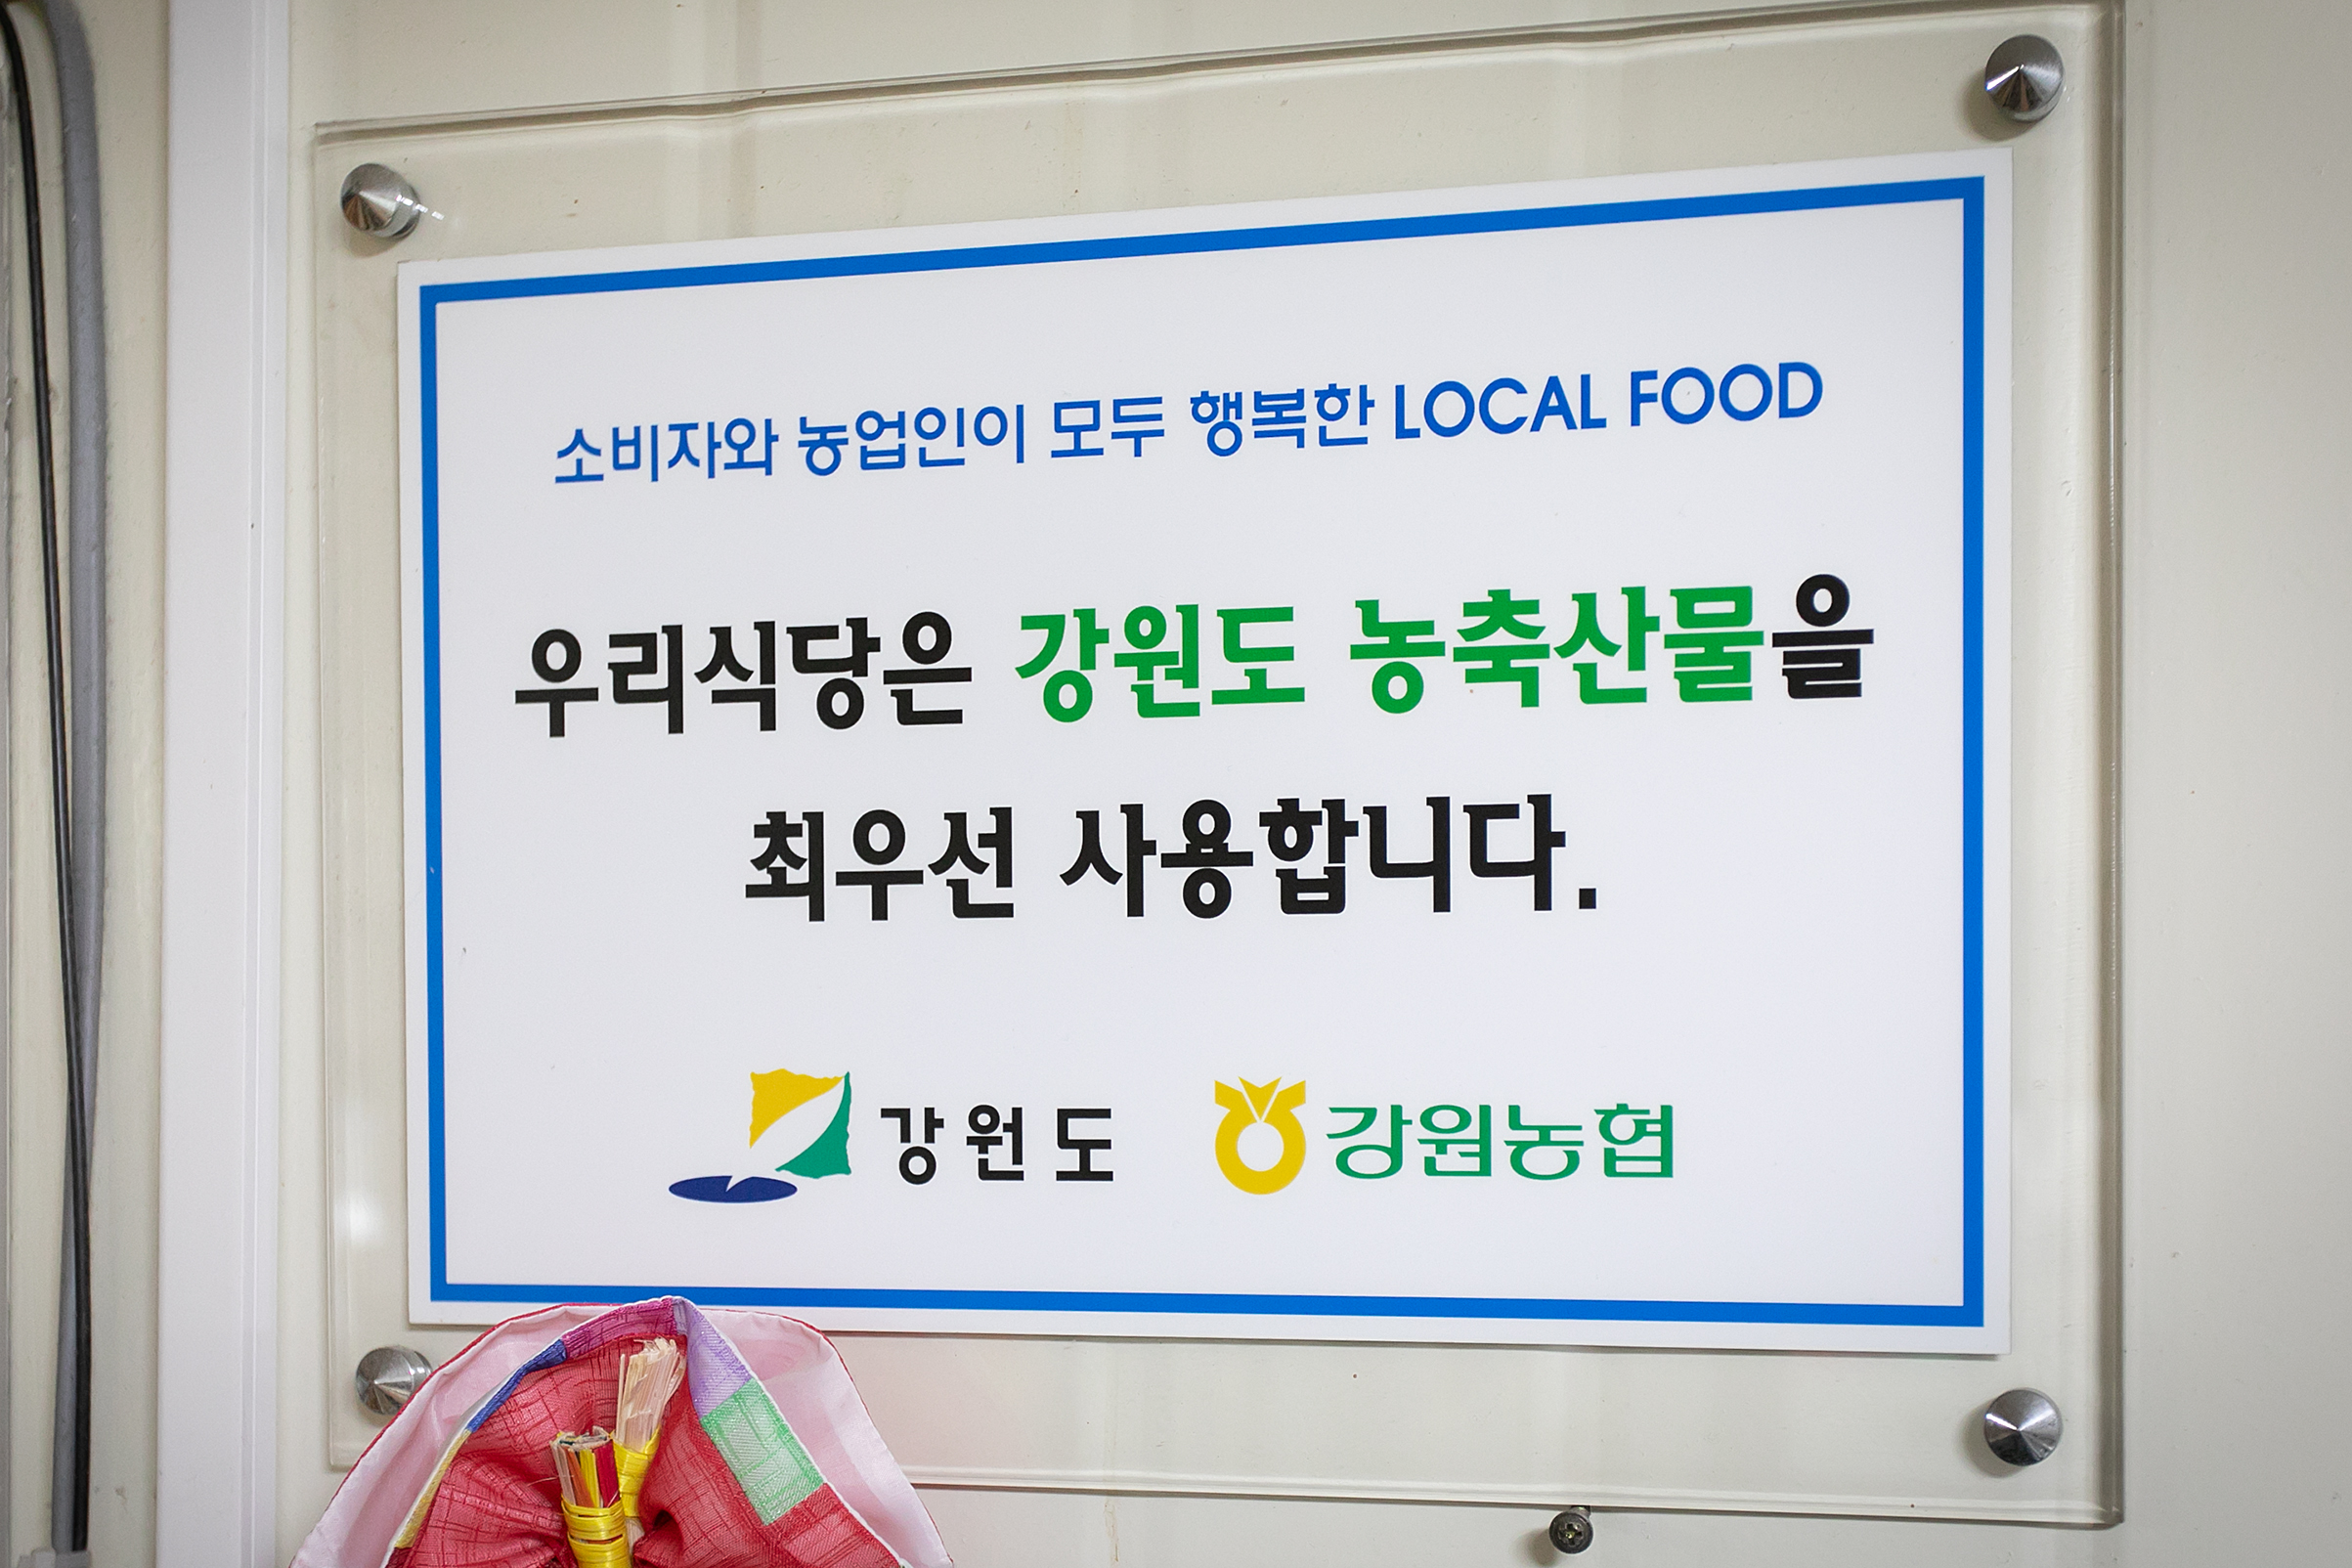 소비자와 농업인이 모두 행복한 LOCAL FOOD
우리식당은 강원도 농축산물을
최우선 사용합니다.
강원도 강원농협